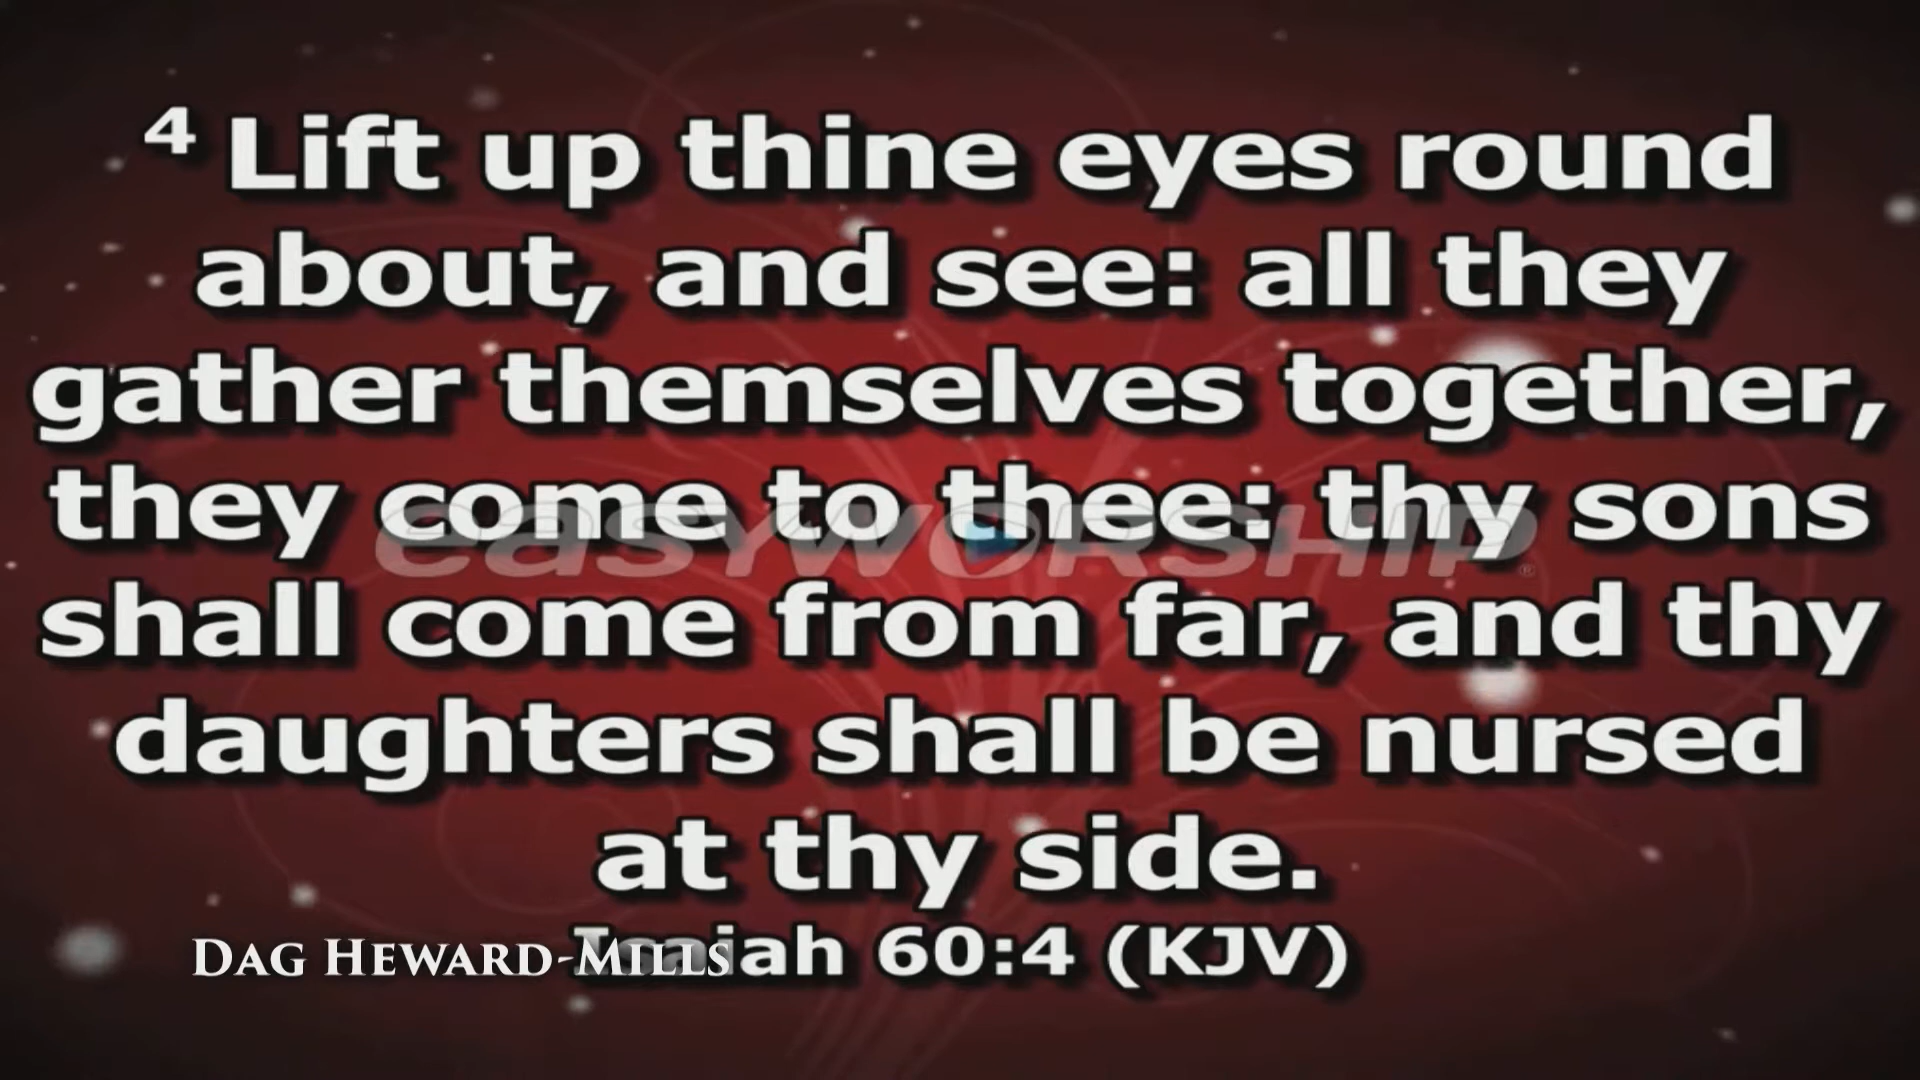 4 Lift up thine eyes round
about, and see: all they
gather themselves together,
they come to thee: thy sons
easyworship®
shall come from far, and thy
daughters shall be nursed
at thy side.
Isaiah 60:4 (KJV)
Dag Heward-Mills